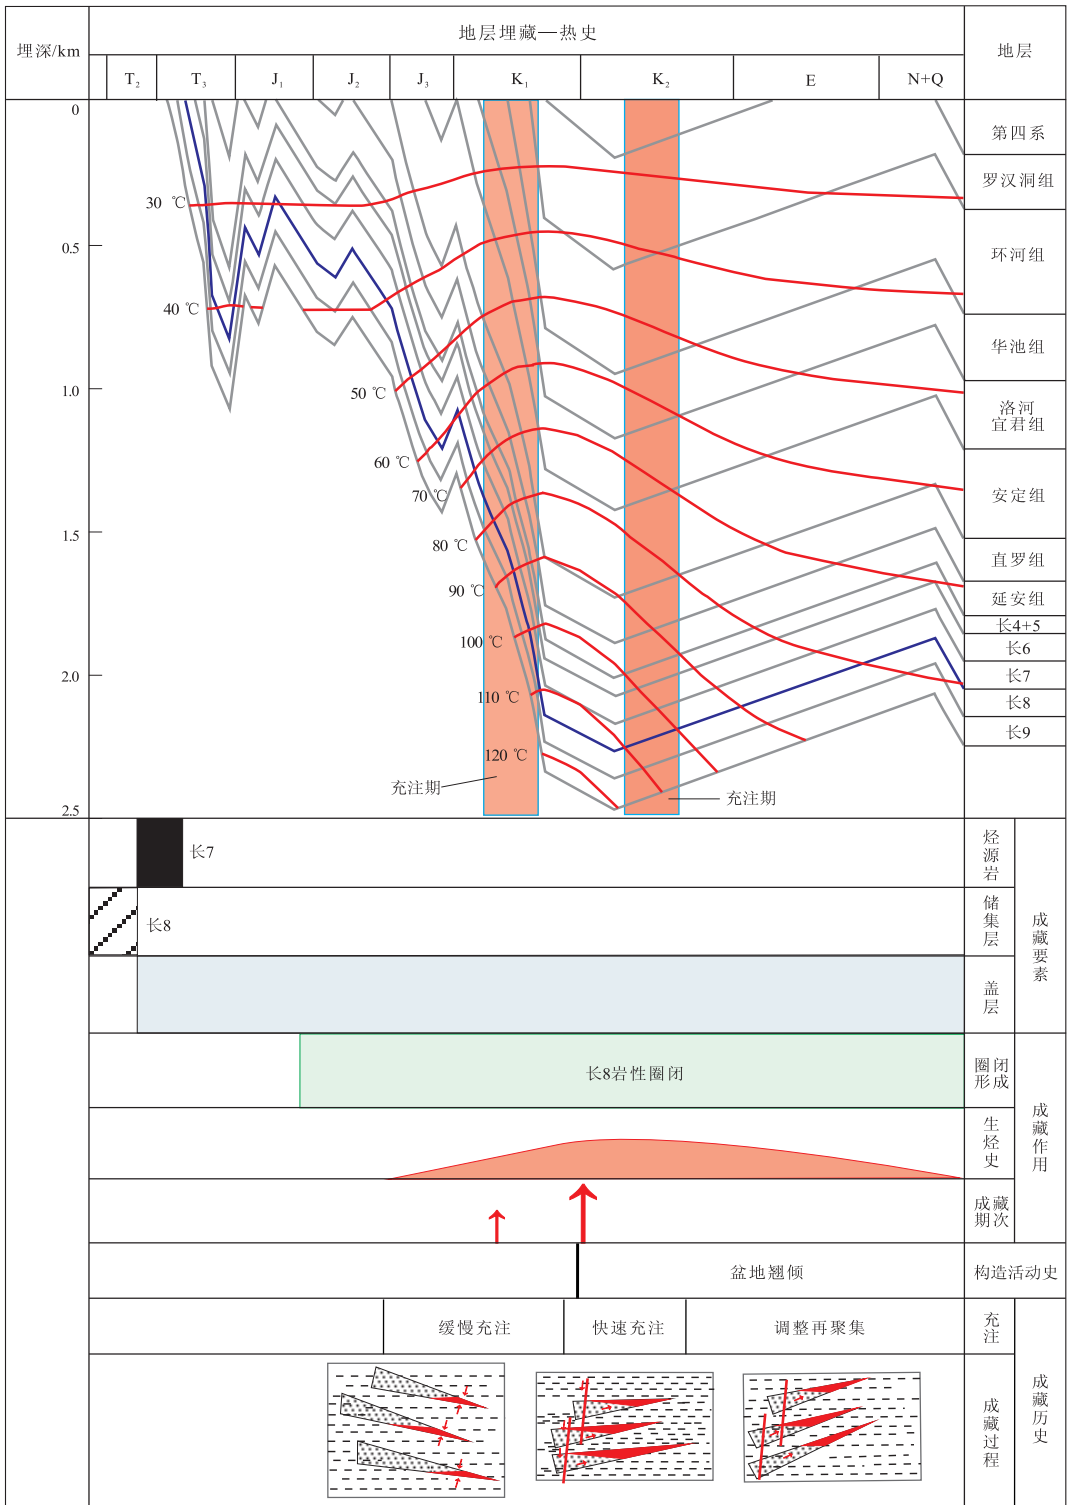 地层埋藏—热史
埋深/km
地层
T₂
T₃
J₁
J₂
J₃
K₁
K₂
E
N+Q
0
第四系
罗汉洞组
30 ℃
0.5
环河组
40 ℃
华池组
1.0
50 ℃
洛河
宜君组
60 ℃
70 ℃
安定组
1.5
80 ℃
直罗组
90 ℃
延安组
长4+5
100 ℃
长6
2.0
长7
110 ℃
长8
120 ℃
长9
充注期
充注期
2.5
长7
烃源岩
长8
储集层
成藏要素
盖层
长8岩性圈闭
圈闭
形成
生烃史
成藏作用
成藏
期次
盆地翘倾
构造活动史
缓慢充注
快速充注
调整再聚集
充注
成藏过程
成藏历史